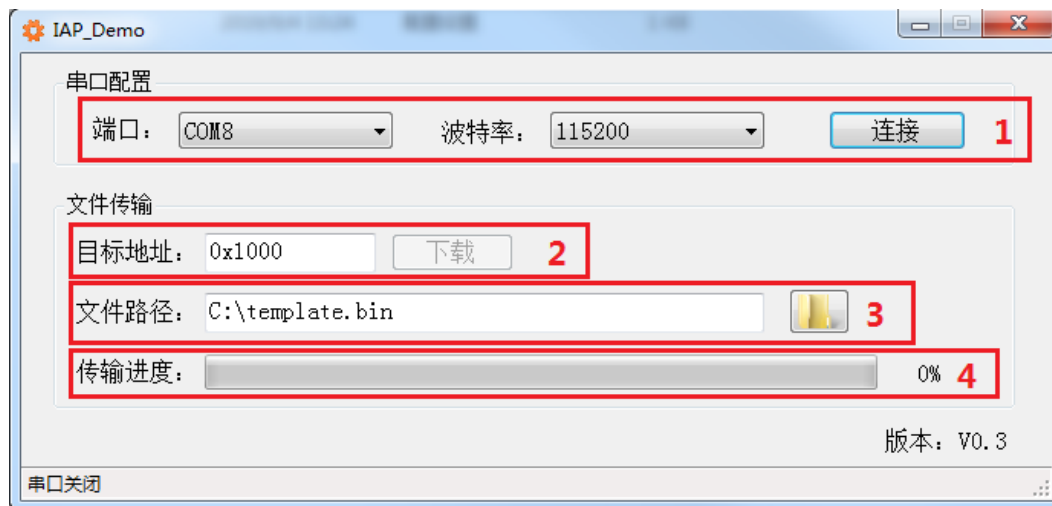 IAP_Demo
串口配置
端口： COM8 波特率： 115200 连接 1
文件传输
目标地址： 0x1000 下载 2
文件路径： C:\template.bin 3
传输进度： 0% 4
版本：V0.3
串口关闭